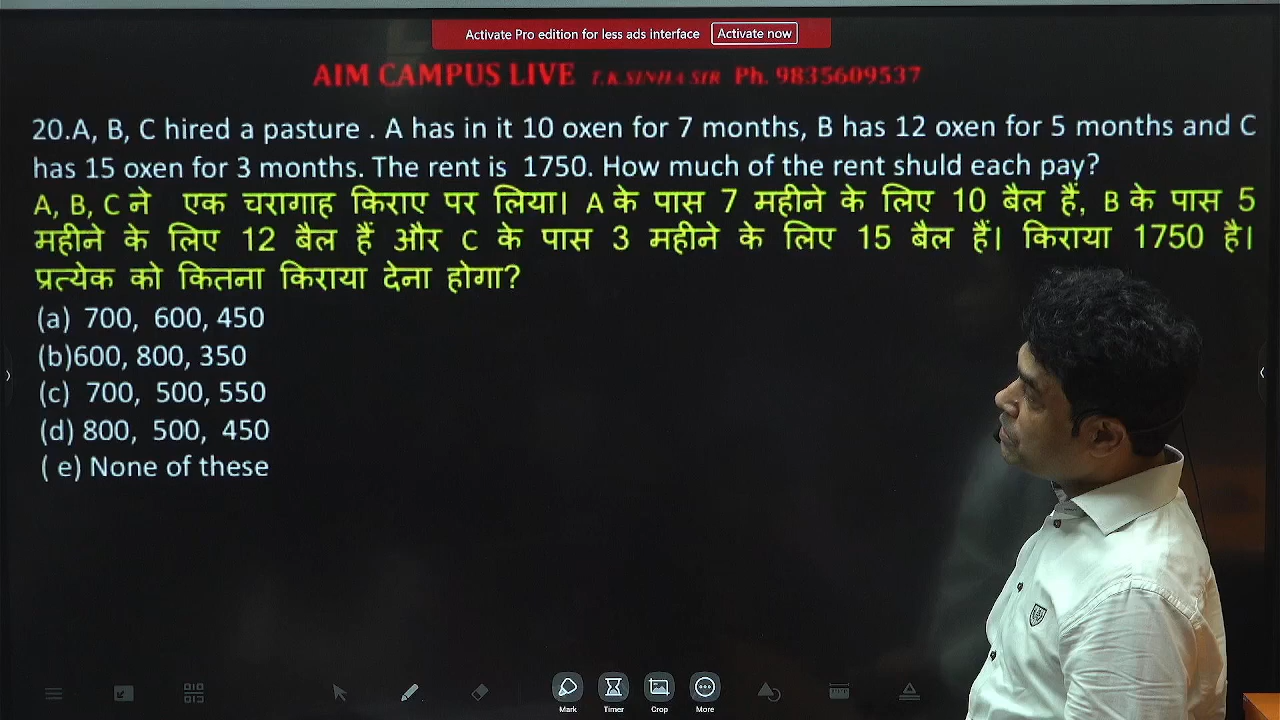 Activate Pro edition for less ads interface Activate now
AIM CAMPUS LIVE T.K.SINHA SIR Ph. 9835609537
20.A, B, C hired a pasture . A has in it 10 oxen for 7 months, B has 12 oxen for 5 months and C
has 15 oxen for 3 months. The rent is 1750. How much of the rent shuld each pay?
A, B, C ने एक चरागाह किराए पर लिया। A के पास 7 महीने के लिए 10 बैल हैं, B के पास 5
महीने के लिए 12 बैल हैं और C के पास 3 महीने के लिए 15 बैल हैं। किराया 1750 है।
प्रत्येक को कितना किराया देना होगा?
(a) 700, 600, 450
(b)600, 800, 350
(c) 700, 500, 550
(d) 800, 500, 450
( e) None of these
Mark Timer Crop More